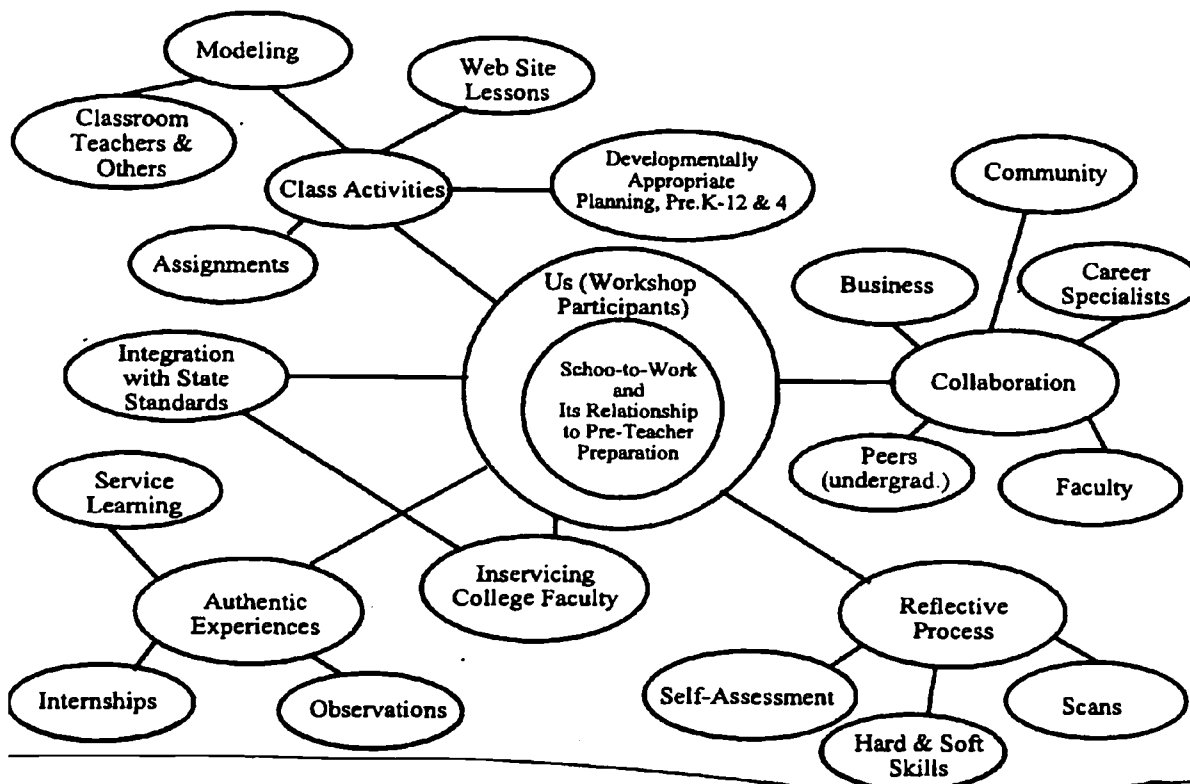 Modeling
Web Site
Lessons
Classroom
Teachers &
Others
Class Activities
Developmentally
Appropriate
Planning, Pre.K-12 & 4
Assignments
Community
Business
Career
Specialists
Collaboration
Peers
(undergrad.)
Faculty
Us (Workshop
Participants)
Schoo-to-Work
and
Its Relationship
to Pre-Teacher
Preparation
Integration
with State
Standards
Service
Learning
Authentic
Experiences
Internships
Observations
Inservicing
College Faculty
Reflective
Process
Self-Assessment
Hard & Soft
Skills
Scans